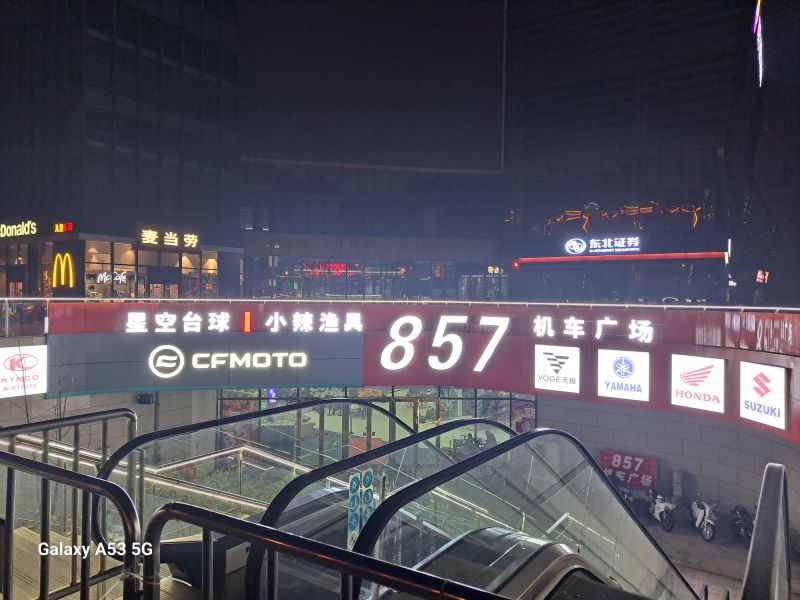 Donald's
麦当劳
McCafé
东北证券
星空台球 小辣渔具
857
机车广场
KYMCO
CFMOTO
VOGE 无极
YAMAHA
HONDA
SUZUKI
857
机车广场
Galaxy A53 5G